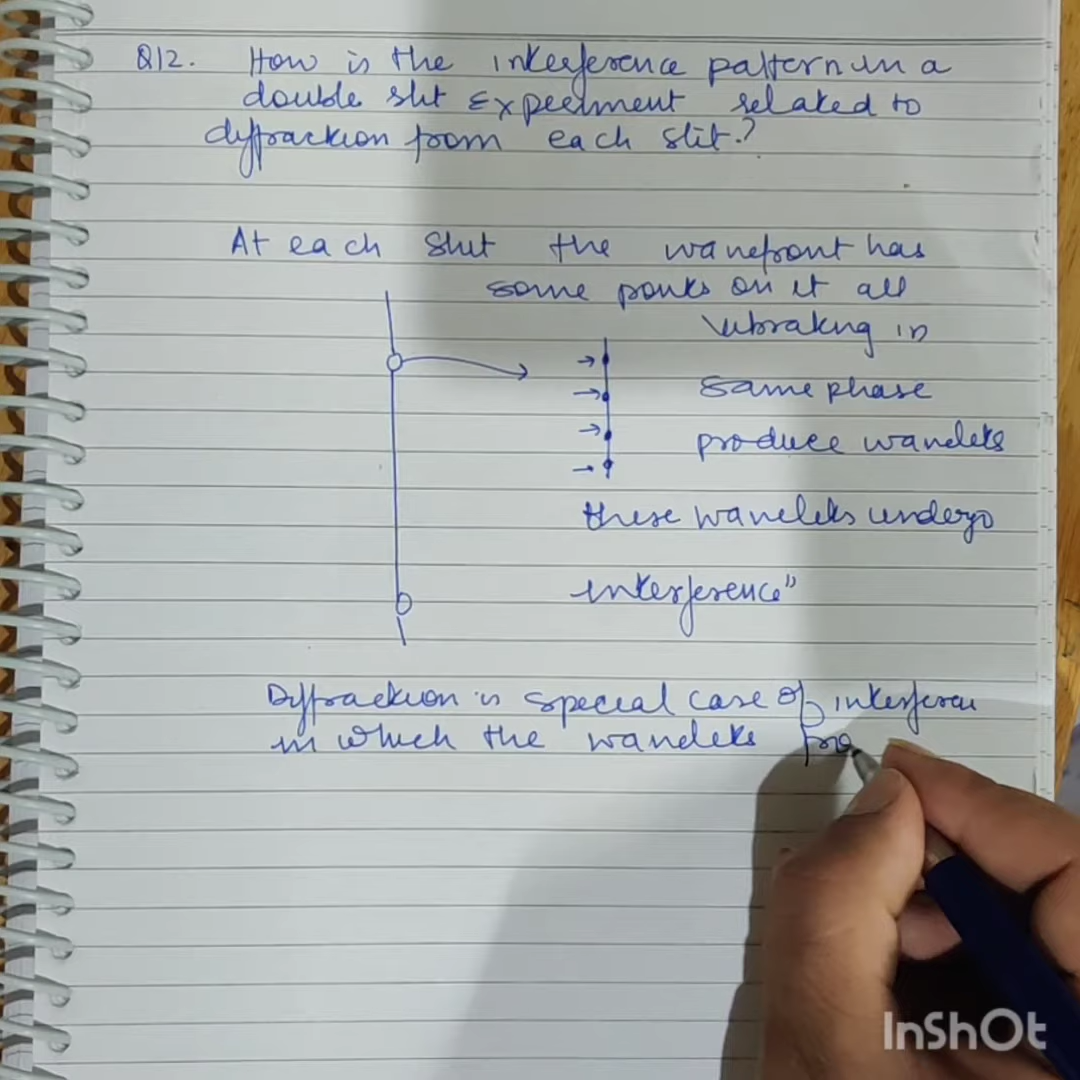 Q12. How is the interference pattern in a
double slit Experiment related to
diffraction from each slit?
At each slit the wavefront has
some points on it all
vibrating in
same phase
produce wavelets
these wavelets undergo
interference"
Diffraction is special case of interferen
in which the wavelets fro
InShOt